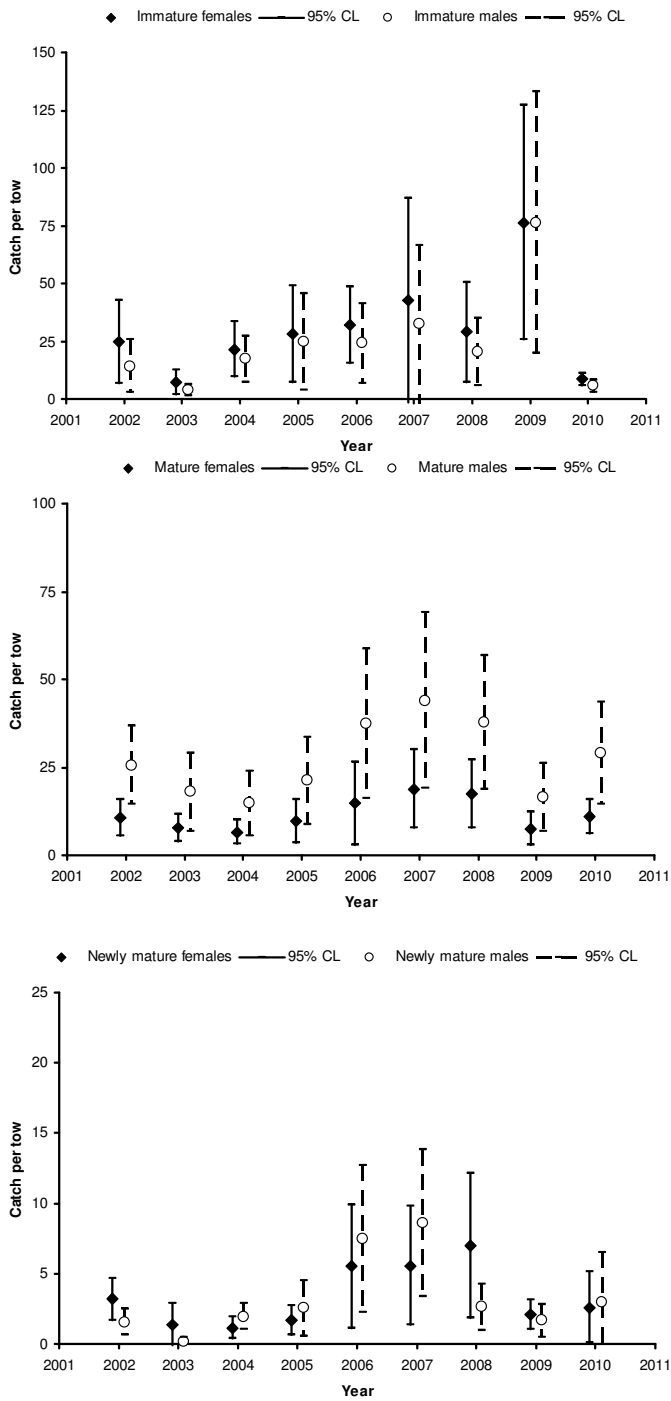 Immature females 95% CL Immature males 95% CL
150
125
100
75
50
25
0
Catch per tow
2001 2002 2003 2004 2005 2006 2007 2008 2009 2010 2011
Year
Mature females 95% CL Mature males 95% CL
100
75
50
25
0
Catch per tow
2001 2002 2003 2004 2005 2006 2007 2008 2009 2010 2011
Year
Newly mature females 95% CL Newly mature males 95% CL
25
20
15
10
5
0
Catch per tow
2001 2002 2003 2004 2005 2006 2007 2008 2009 2010 2011
Year